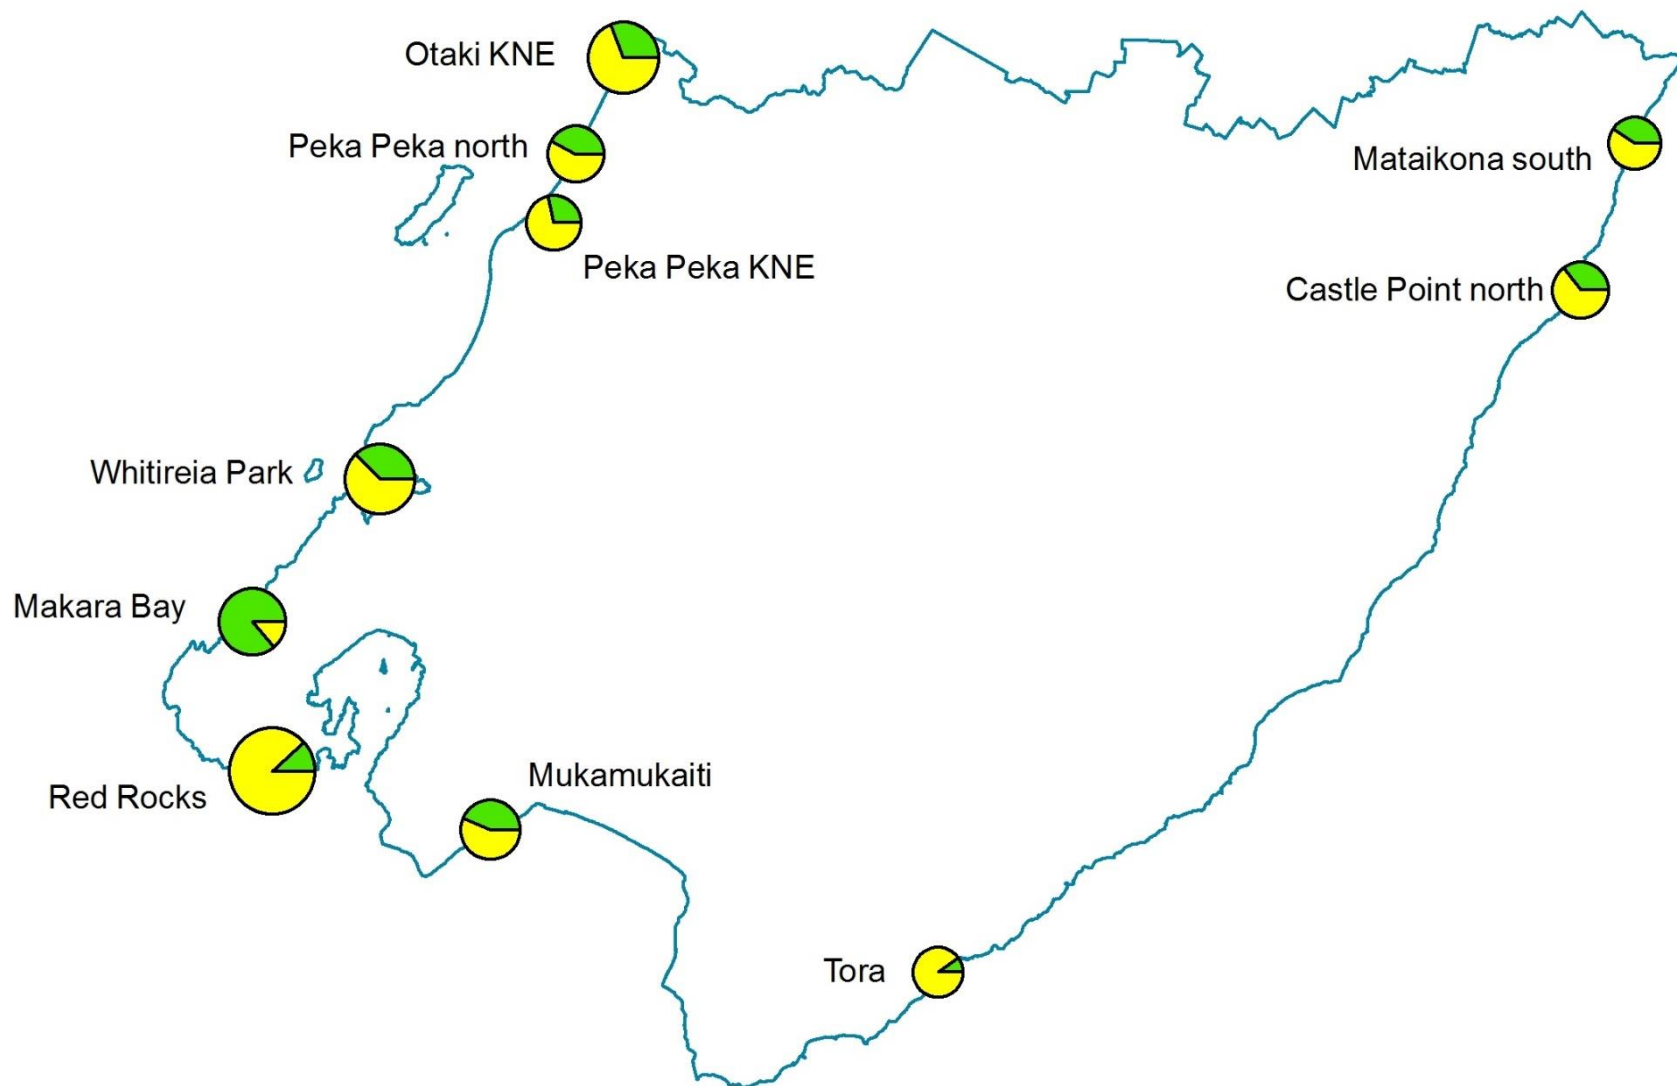 Otaki KNE
Peka Peka north
Mataikona south
Peka Peka KNE
Castle Point north
Whitireia Park
Makara Bay
Mukamukaiti
Red Rocks
Tora